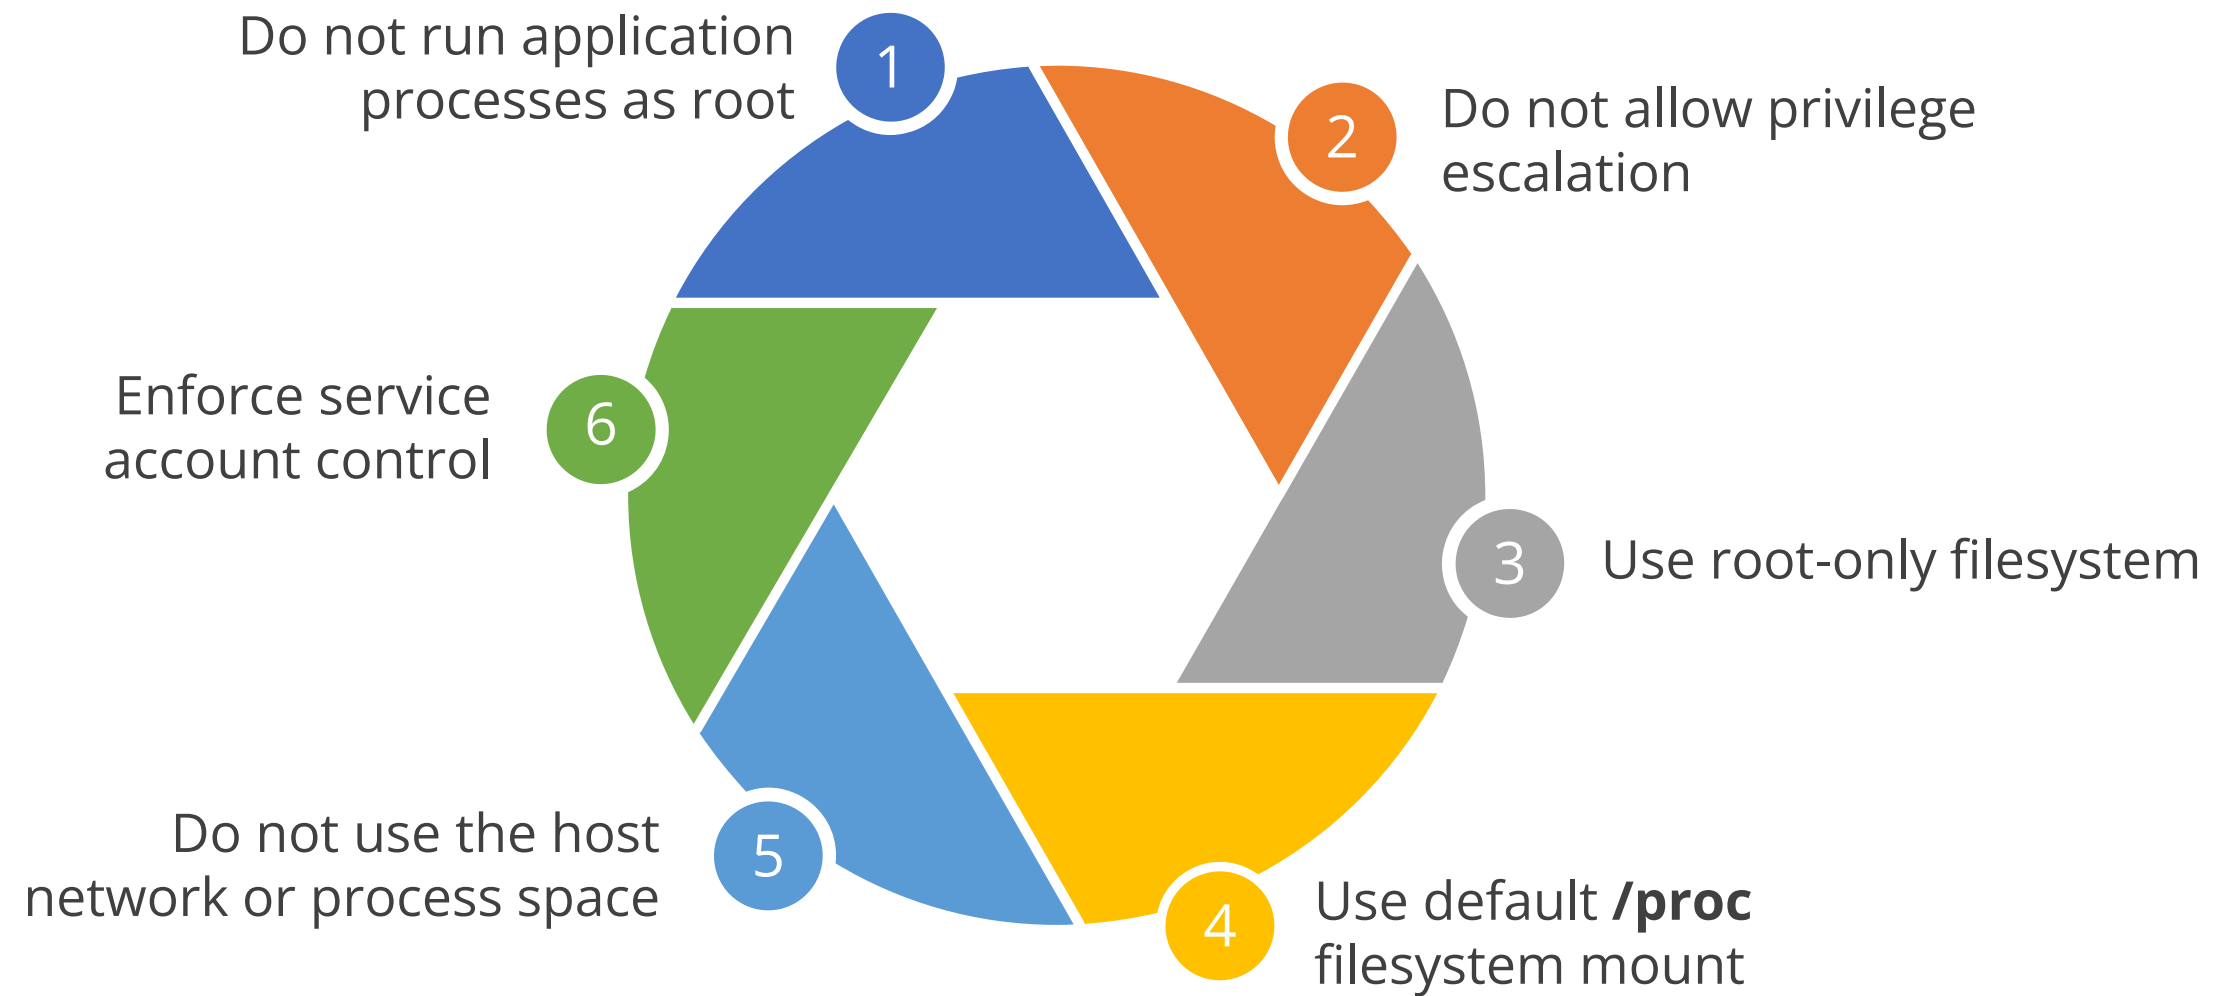 Do not run application
processes as root
1
2
Do not allow privilege
escalation
3
Use root-only filesystem
4
Use default /proc
filesystem mount
5
Do not use the host
network or process space
6
Enforce service
account control